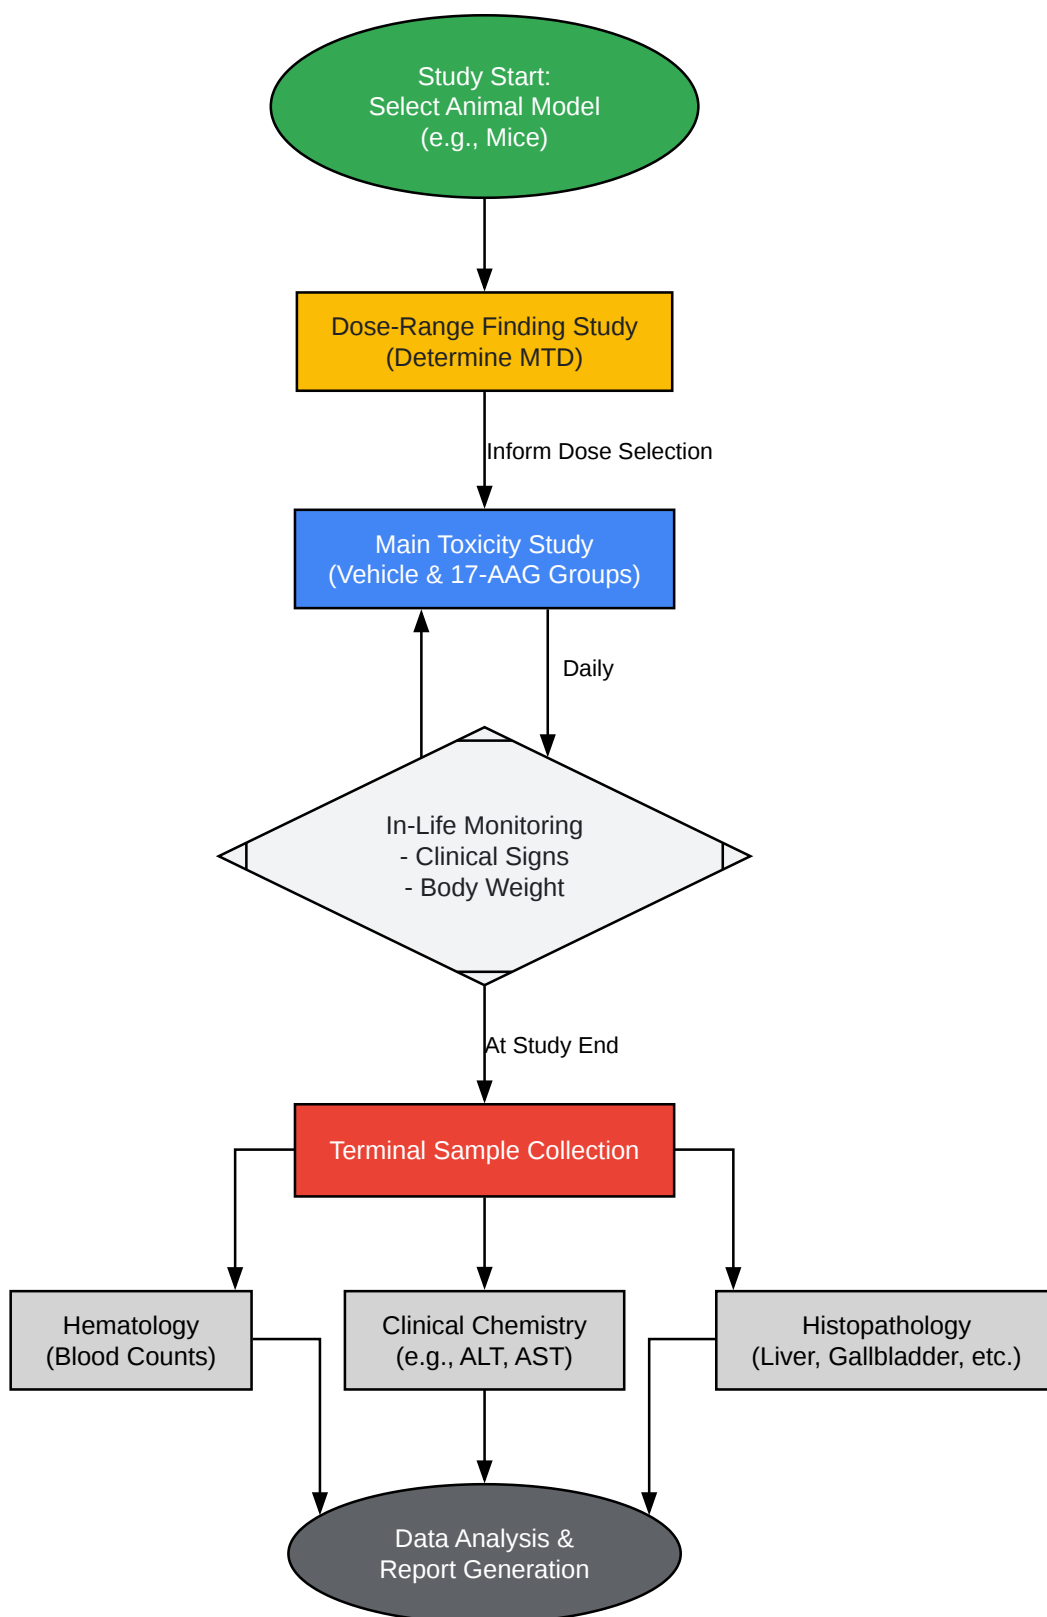 Study Start:
Select Animal Model
(e.g., Mice)
Dose-Range Finding Study
(Determine MTD)
Inform Dose Selection
Main Toxicity Study
(Vehicle & 17-AAG Groups)
Daily
In-Life Monitoring
- Clinical Signs
- Body Weight
At Study End
Terminal Sample Collection
Hematology
(Blood Counts)
Clinical Chemistry
(e.g., ALT, AST)
Histopathology
(Liver, Gallbladder, etc.)
Data Analysis &
Report Generation